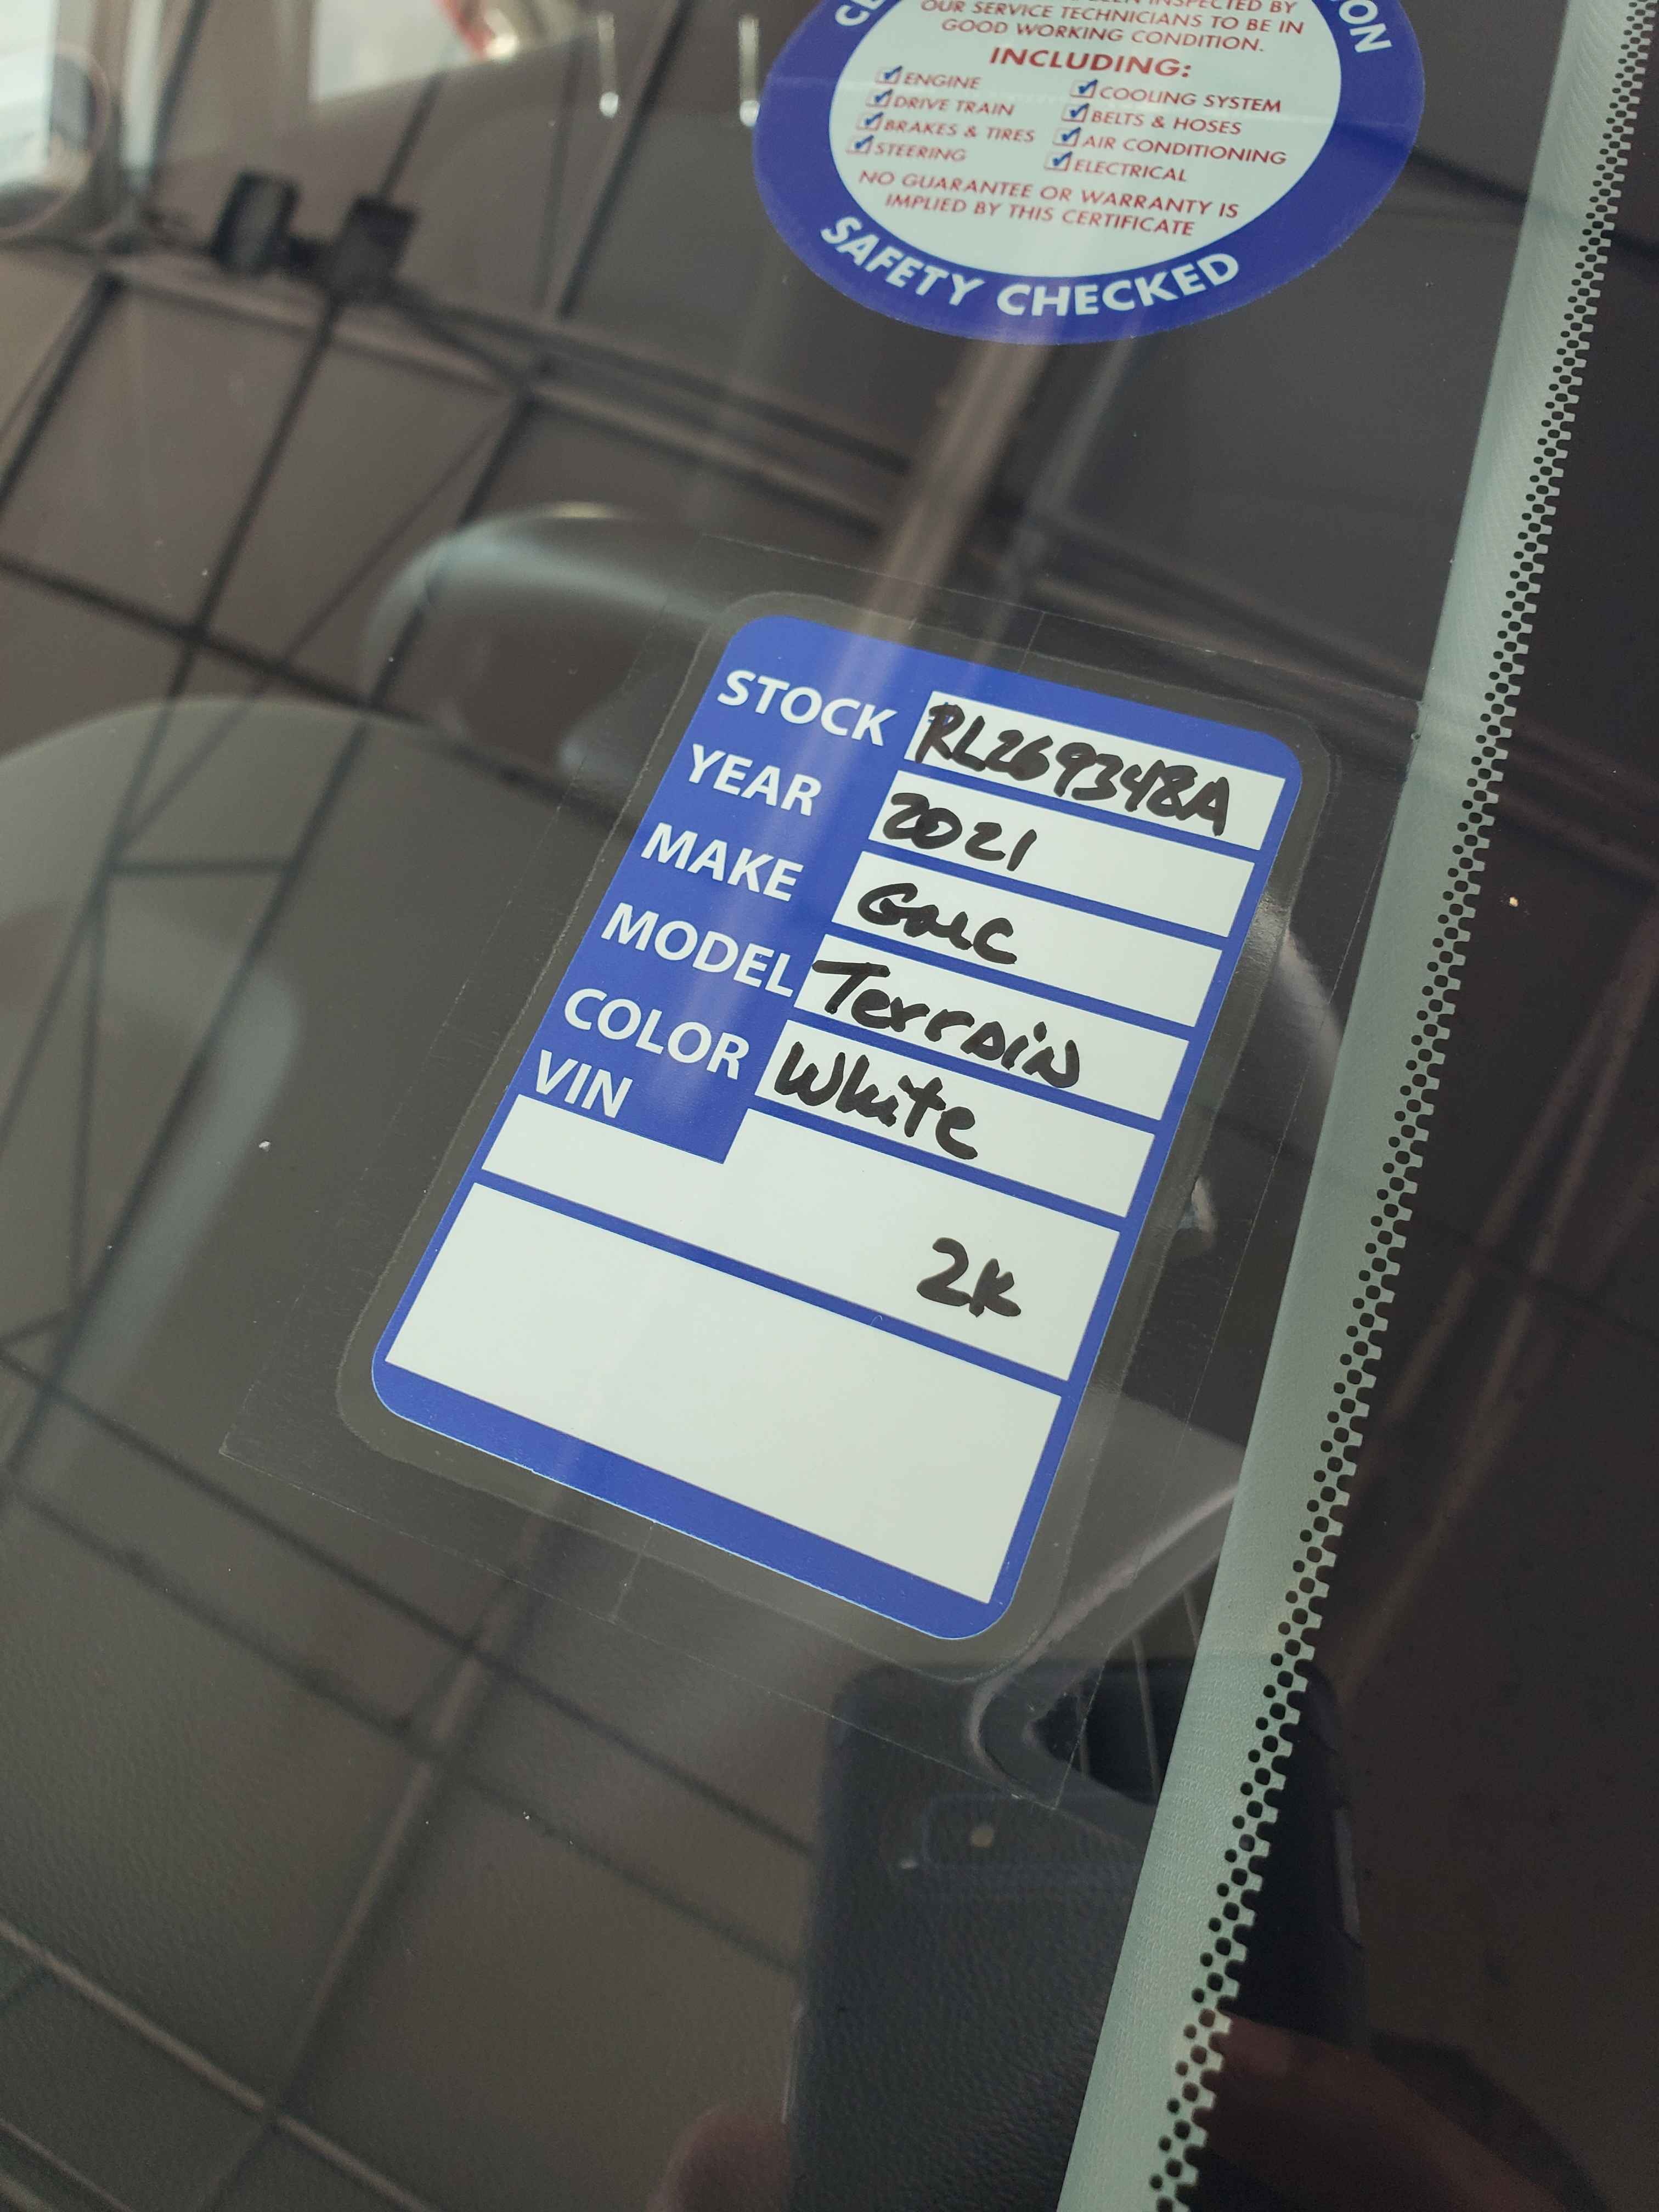 INSPECTED BY
OUR SERVICE TECHNICIANS TO BE IN
GOOD WORKING CONDITION.
INCLUDING:
ENGINE
DRIVE TRAIN
BRAKES & TIRES
STEERING
COOLING SYSTEM
BELTS & HOSES
AIR CONDITIONING
ELECTRICAL
NO GUARANTEE OR WARRANTY IS
IMPLIED BY THIS CERTIFICATE
SAFETY CHECKED
STOCK RL269348A
YEAR 2021
MAKE GMC
MODEL Terrain
COLOR White
VIN
2K